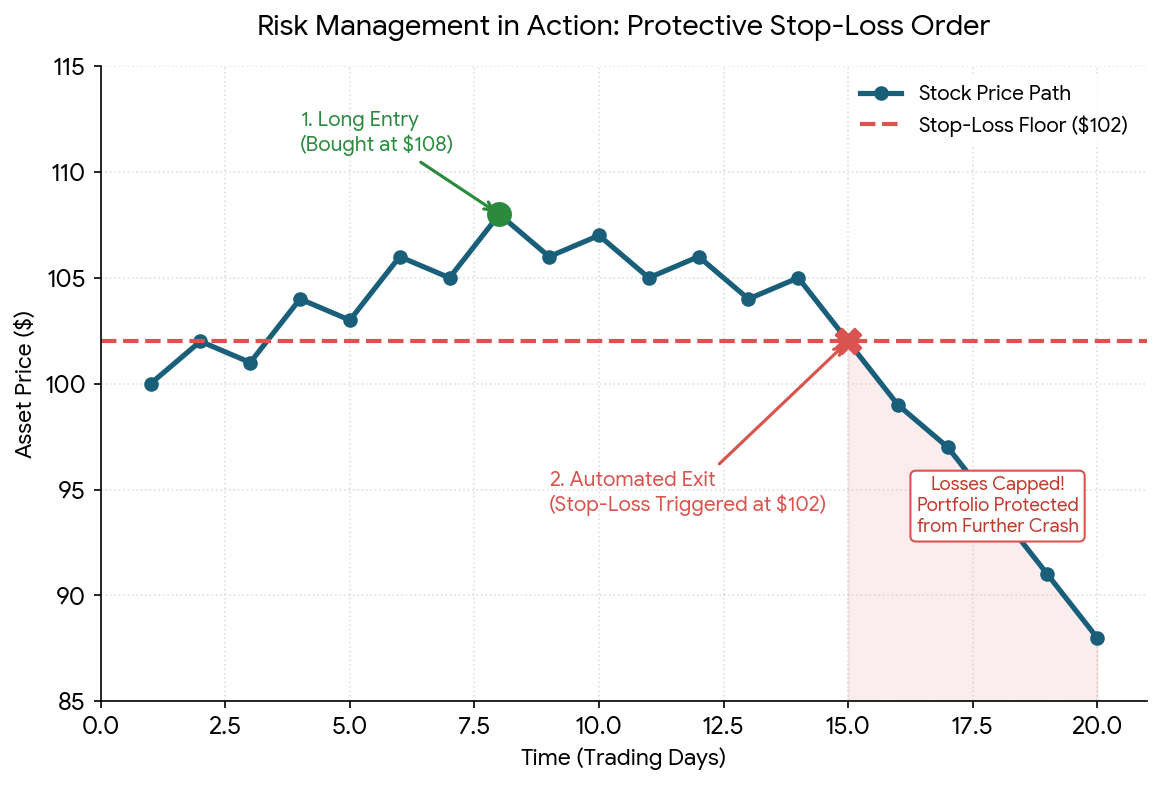 Risk Management in Action: Protective Stop-Loss Order
115
110
105
100
95
90
85
Asset Price ($)
1. Long Entry
(Bought at $108)
Stock Price Path
Stop-Loss Floor ($102)
2. Automated Exit
(Stop-Loss Triggered at $102)
Losses Capped!
Portfolio Protected
from Further Crash
0.0
2.5
5.0
7.5
10.0
12.5
15.0
17.5
20.0
Time (Trading Days)